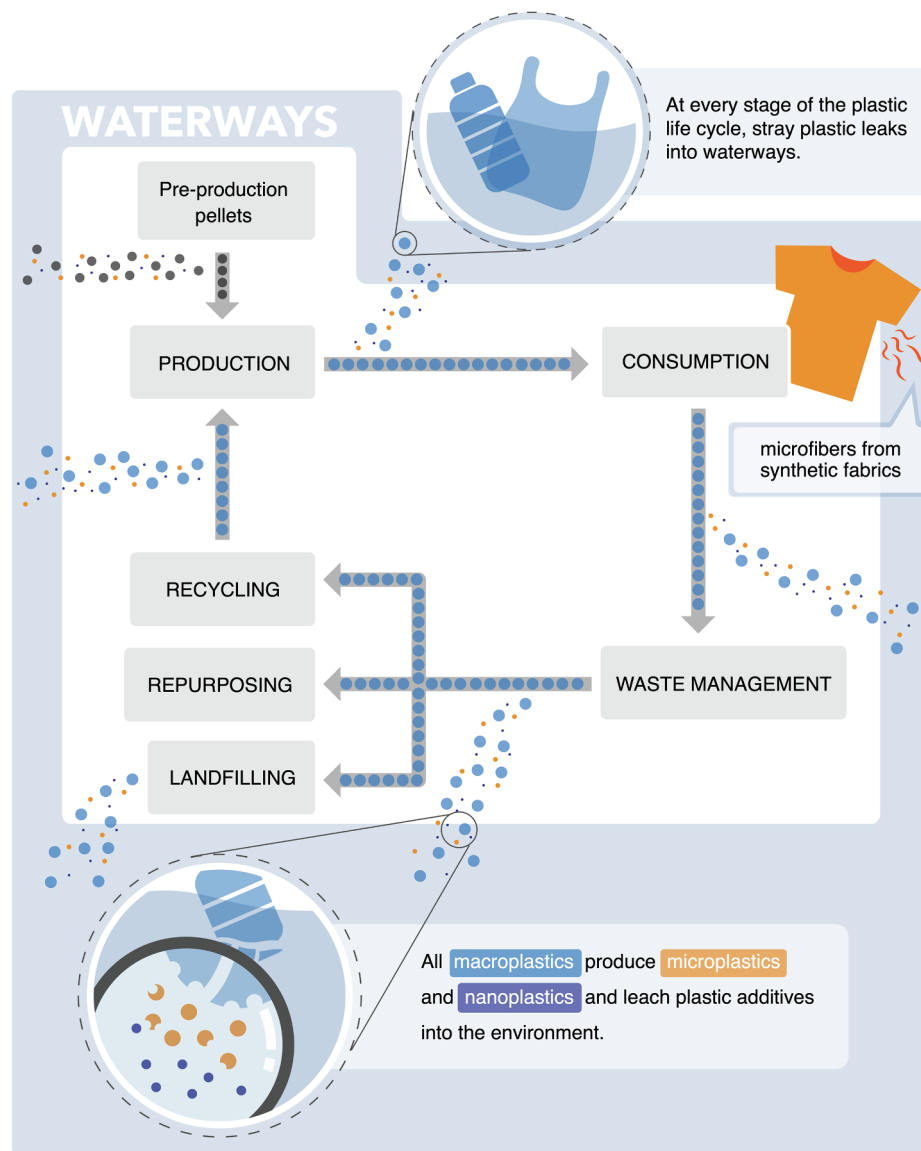 WATERWAYS
At every stage of the plastic
life cycle, stray plastic leaks
into waterways.
Pre-production
pellets
PRODUCTION
CONSUMPTION
microfibers from
synthetic fabrics
RECYCLING
REPURPOSING
WASTE MANAGEMENT
LANDFILLING
All macroplastics produce microplastics
and nanoplastics and leach plastic additives
into the environment.